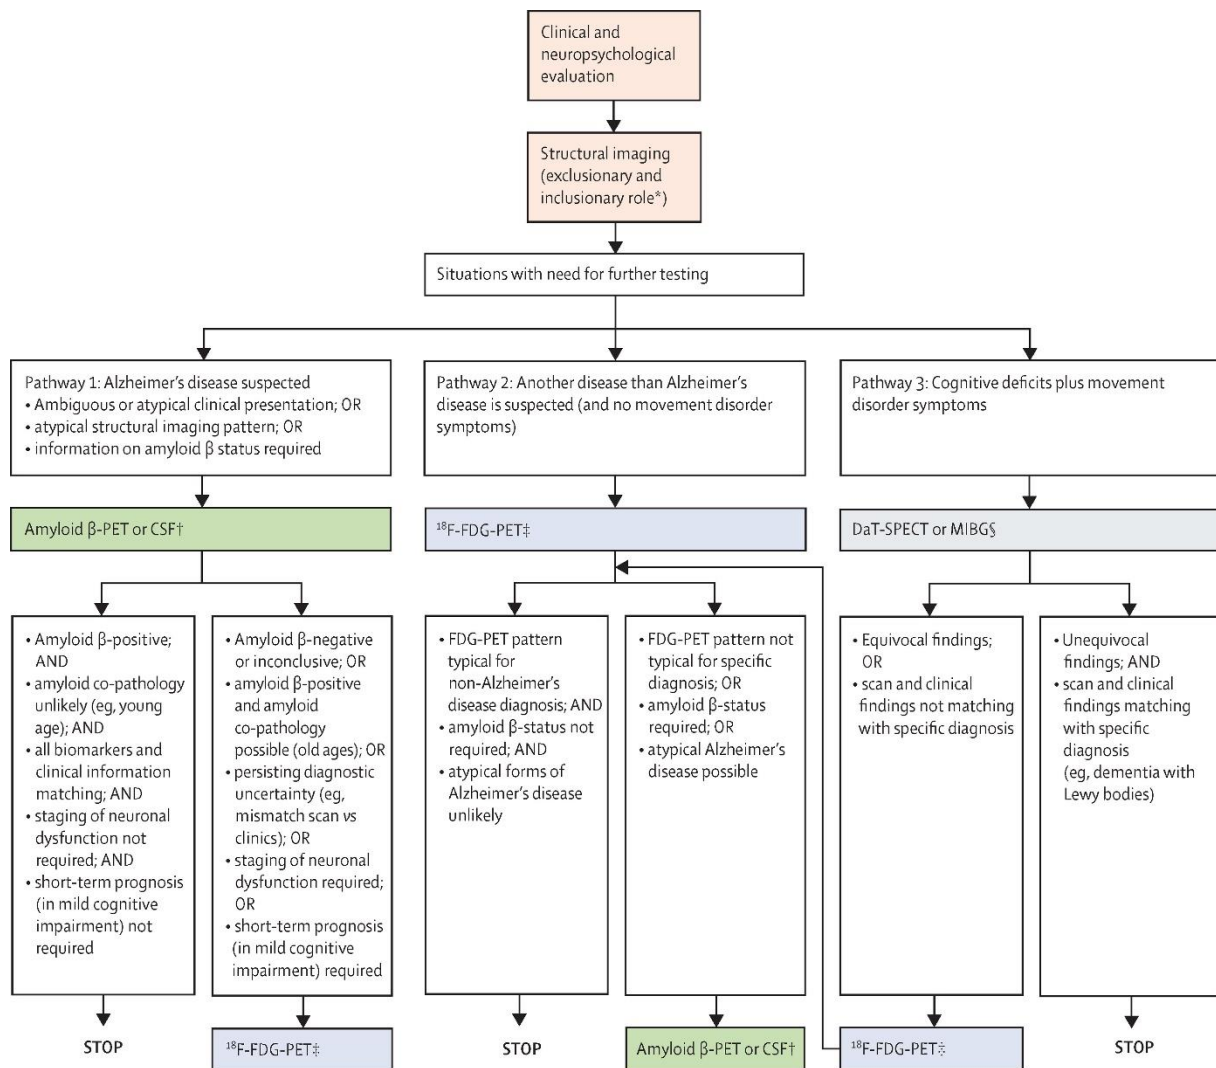 Clinical and
neuropsychological
evaluation
Structural imaging
(exclusionary and
inclusionary role*)
Situations with need for further testing
Pathway 1: Alzheimer's disease suspected
• Ambiguous or atypical clinical presentation; OR
• atypical structural imaging pattern; OR
• information on amyloid β status required
Pathway 2: Another disease than Alzheimer's
disease is suspected (and no movement disorder
symptoms)
Pathway 3: Cognitive deficits plus movement
disorder symptoms
Amyloid β-PET or CSF†
¹⁸F-FDG-PET‡
DaT-SPECT or MIBG§
• Amyloid β-positive;
AND
• amyloid co-pathology
unlikely (eg, young
age); AND
• all biomarkers and
clinical information
matching; AND
• staging of neuronal
dysfunction not
required; AND
• short-term prognosis
(in mild cognitive
impairment) not
required
• Amyloid β-negative
or inconclusive; OR
• amyloid β-positive
and amyloid
co-pathology
possible (old ages); OR
• persisting diagnostic
uncertainty (eg,
mismatch scan vs
clinics); OR
• staging of neuronal
dysfunction required;
OR
• short-term prognosis
(in mild cognitive
impairment) required
• FDG-PET pattern
typical for
non-Alzheimer's
disease diagnosis; AND
• amyloid β-status not
required; AND
• atypical forms of
Alzheimer's disease
unlikely
• FDG-PET pattern not
typical for specific
diagnosis; OR
• amyloid β-status
required; OR
• atypical Alzheimer's
disease possible
• Equivocal findings;
OR
• scan and clinical
findings not matching
with specific diagnosis
• Unequivocal
findings; AND
• scan and clinical
findings matching
with specific
diagnosis
(eg, dementia with
Lewy bodies)
STOP
¹⁸F-FDG-PET‡
STOP
Amyloid β-PET or CSF†
¹⁸F-FDG-PET‡
STOP